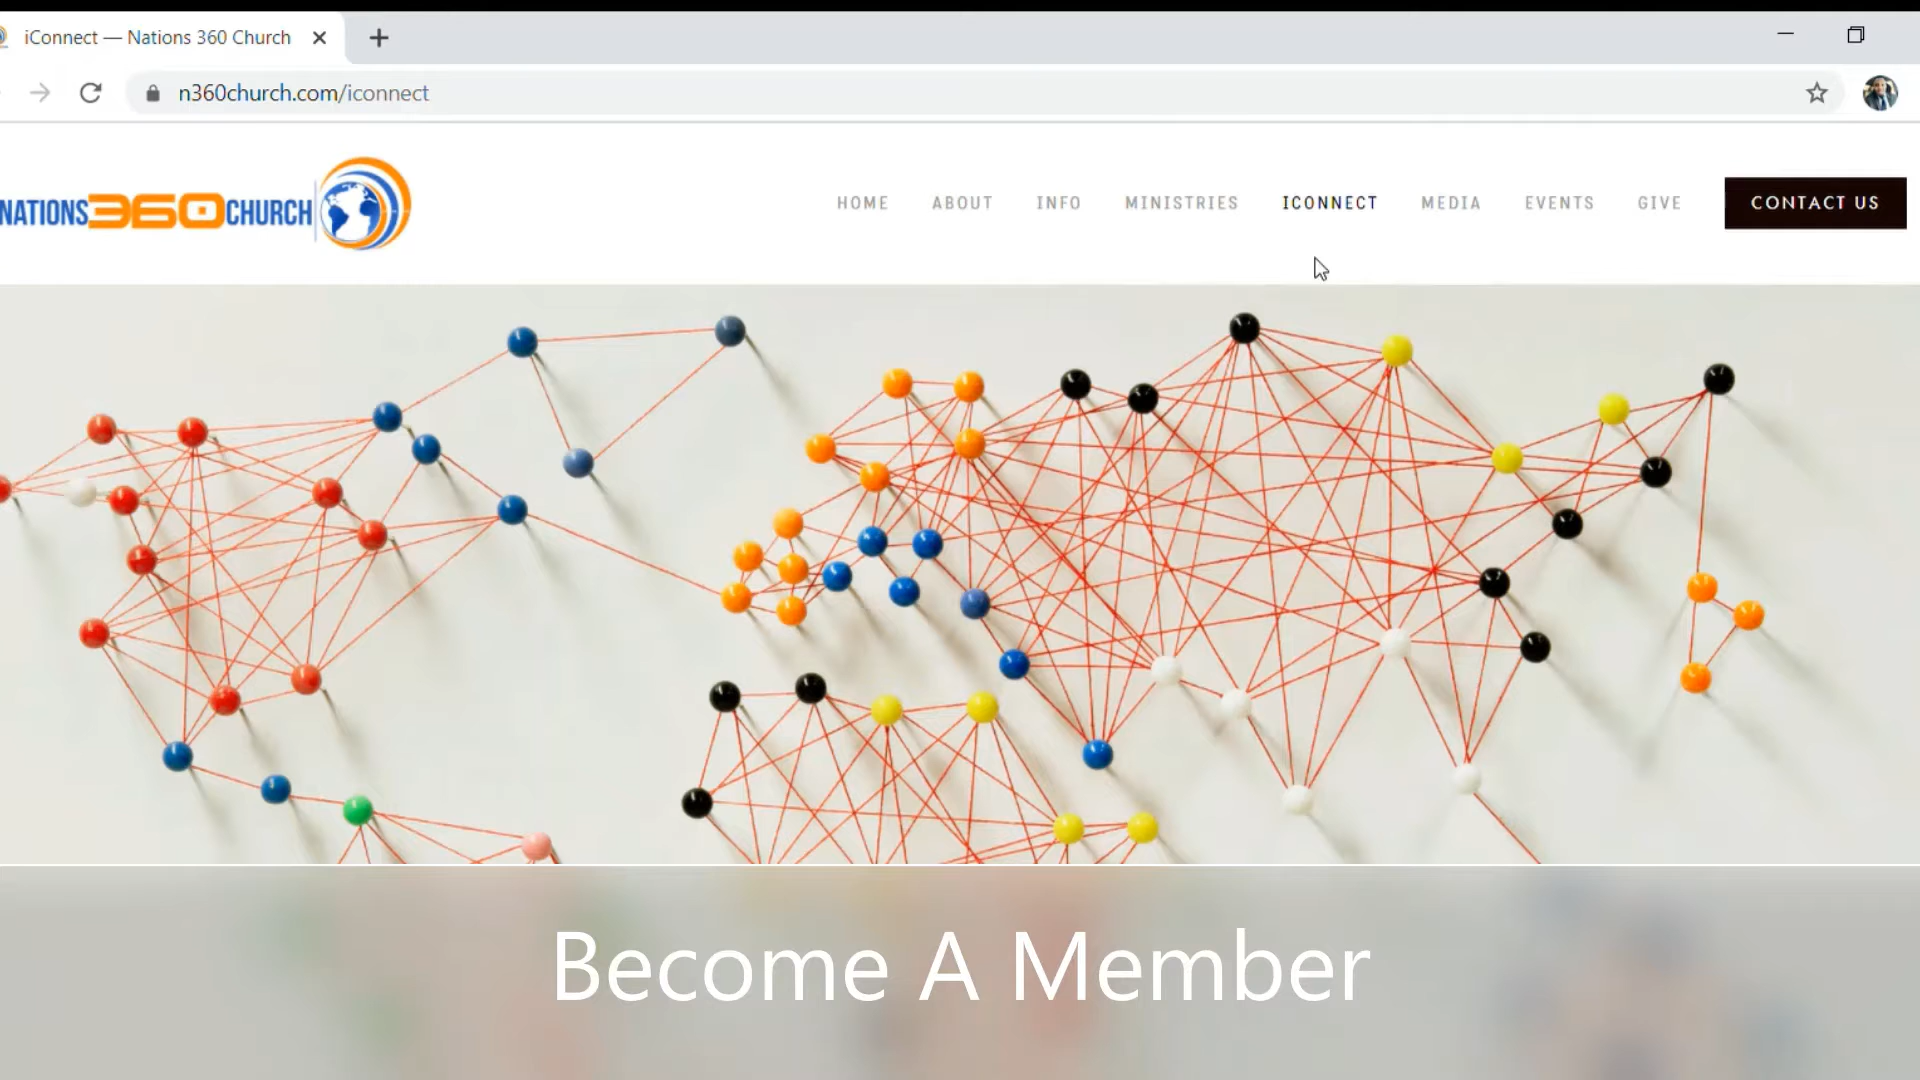 iConnect — Nations 360 Church
n360church.com/iconnect
NATIONS360CHURCH
HOME ABOUT INFO MINISTRIES ICONNECT MEDIA EVENTS GIVE CONTACT US
Become A Member